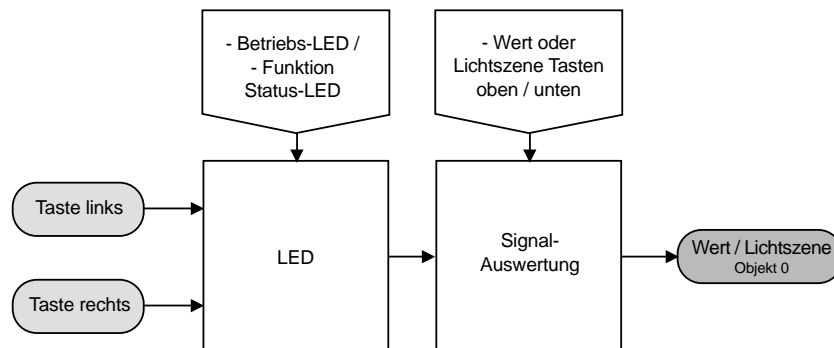 - Betriebs-LED /
- Funktion
Status-LED
- Wert oder
Lichtszene Tasten
oben / unten
Taste links
Taste rechts
LED
Signal-
Auswertung
Wert / Lichtszene
Objekt 0